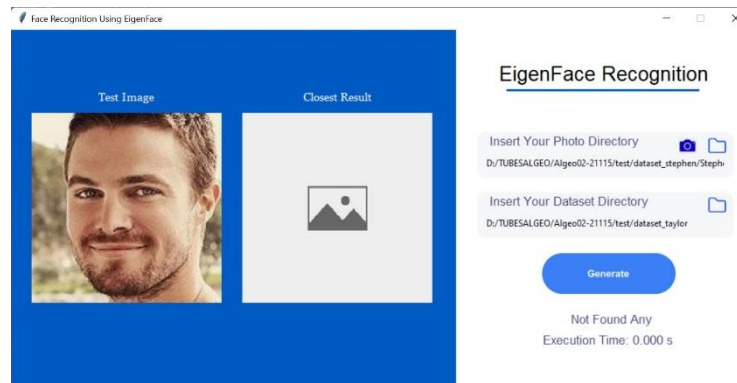 Face Recognition Using EigenFace
Test Image
Closest Result
EigenFace Recognition
Insert Your Photo Directory
D:/TUBESALGEO/Algeo02-21115/test/dataset_stephen/Steph
Insert Your Dataset Directory
D:/TUBESALGEO/Algeo02-21115/test/dataset_taylor
Generate
Not Found Any
Execution Time: 0.000 s